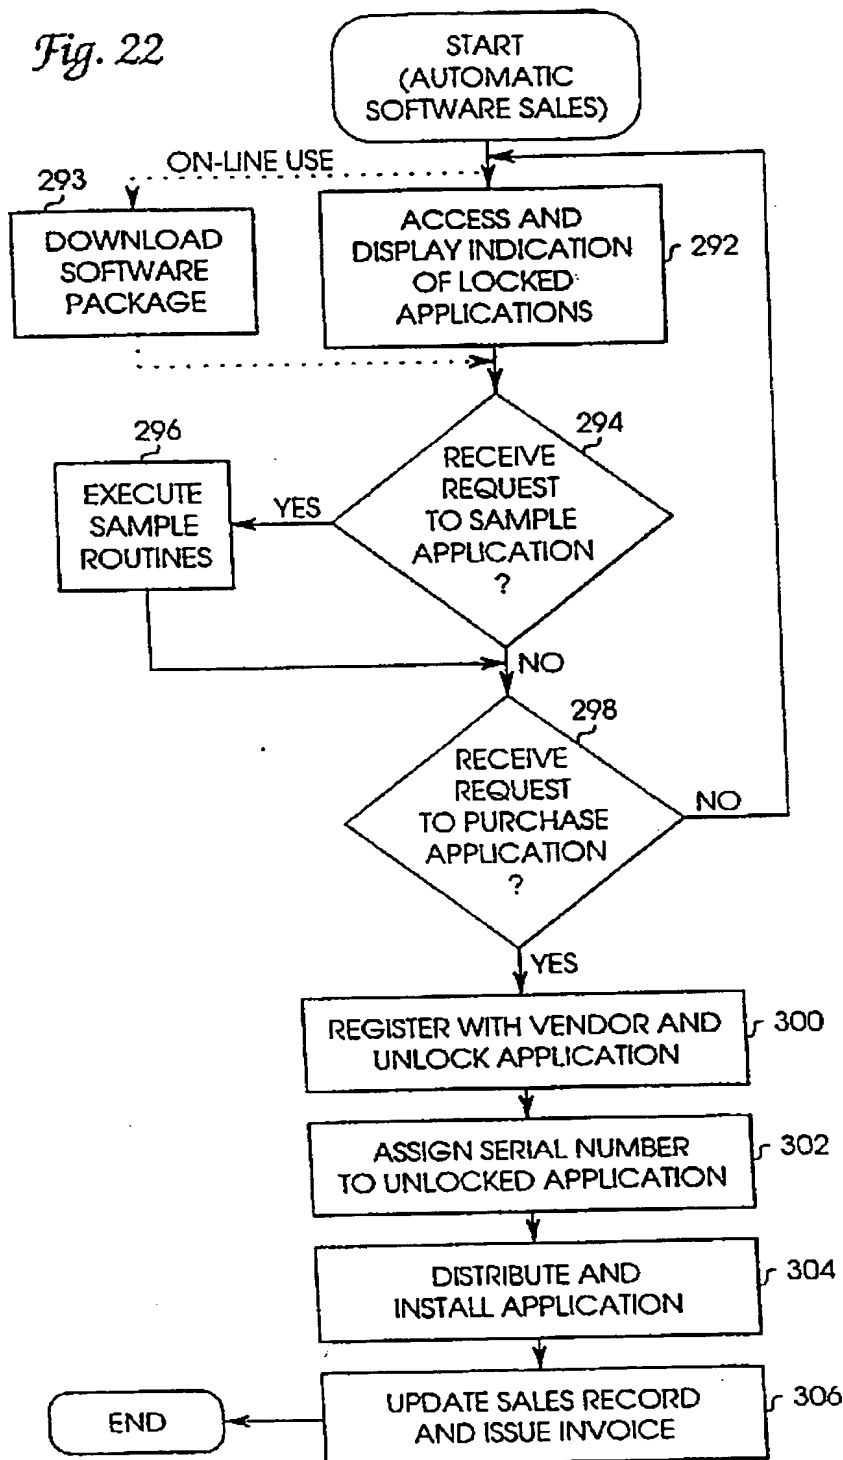 Fig. 22
START
(AUTOMATIC
SOFTWARE SALES)
ON-LINE USE
293
DOWNLOAD
SOFTWARE
PACKAGE
ACCESS AND
DISPLAY INDICATION
OF LOCKED
APPLICATIONS
292
294
RECEIVE
REQUEST
TO SAMPLE
APPLICATION
?
296
EXECUTE
SAMPLE
ROUTINES
YES
NO
298
RECEIVE
REQUEST
TO PURCHASE
APPLICATION
?
NO
YES
REGISTER WITH VENDOR AND
UNLOCK APPLICATION
300
ASSIGN SERIAL NUMBER
TO UNLOCKED APPLICATION
302
DISTRIBUTE AND
INSTALL APPLICATION
304
UPDATE SALES RECORD
AND ISSUE INVOICE
306
END